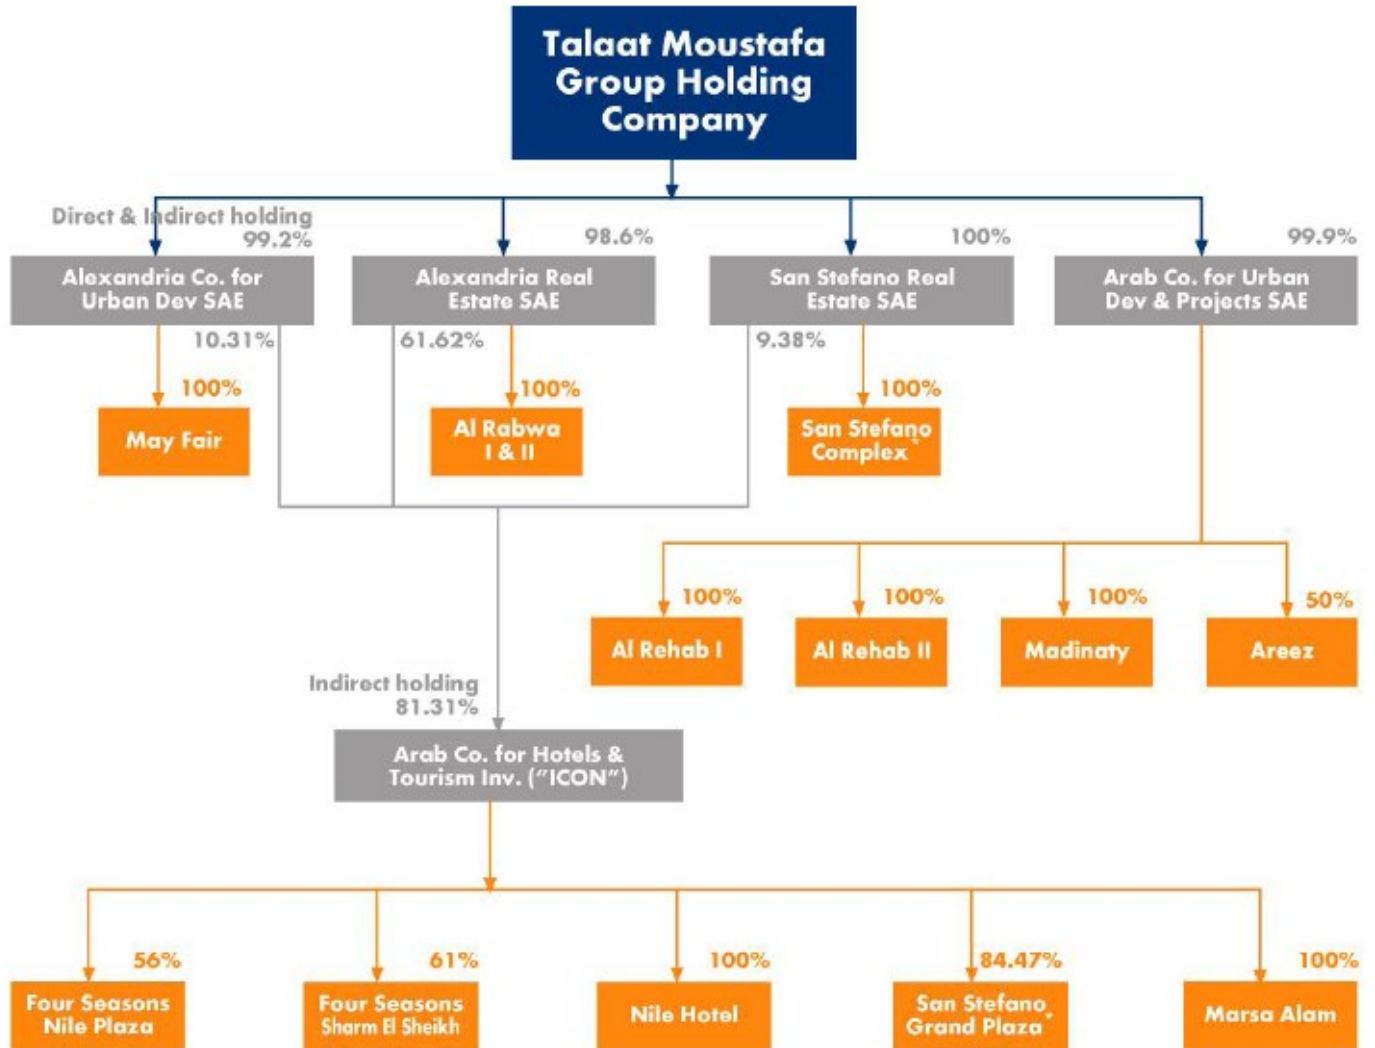 Talaat Moustafa
Group Holding
Company
Direct & Indirect holding
99.2%
98.6%
100%
99.9%
Alexandria Co. for
Urban Dev SAE
Alexandria Real
Estate SAE
San Stefano Real
Estate SAE
Arab Co. for Urban
Dev & Projects SAE
10.31%
61.62%
9.38%
100%
100%
100%
May Fair
Al Rabwa
I & II
San Stefano
Complex*
100%
100%
100%
50%
Al Rehab I
Al Rehab II
Madinaty
Areez
Indirect holding
81.31%
Arab Co. for Hotels &
Tourism Inv. ("ICON")
56%
61%
100%
84.47%
100%
Four Seasons
Nile Plaza
Four Seasons
Sharm El Sheikh
Nile Hotel
San Stefano
Grand Plaza*
Marsa Alam